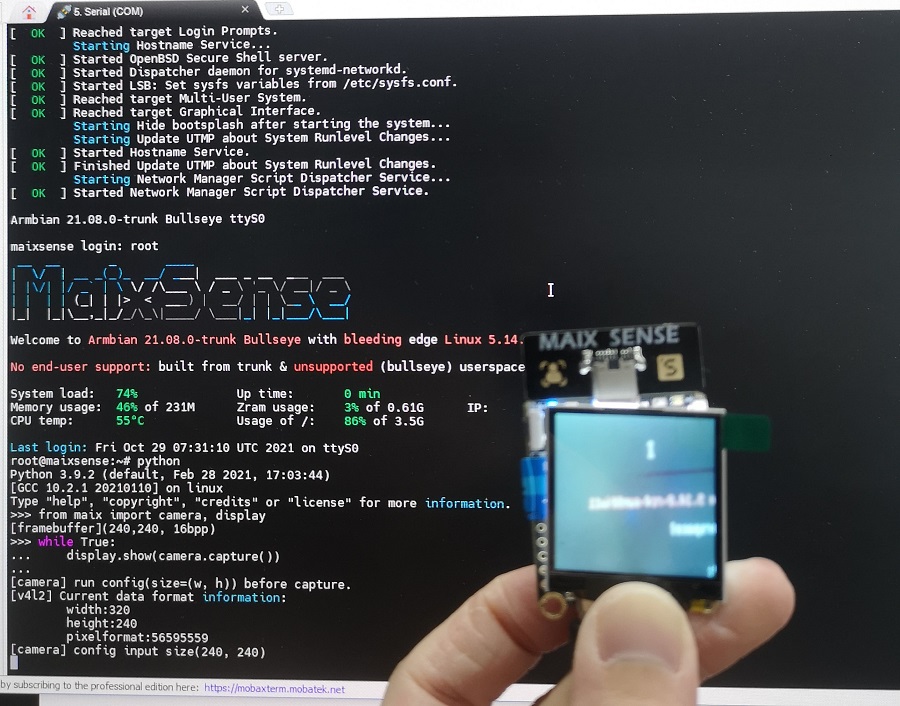 5. Serial (COM)
[  OK  ] Reached target Login Prompts.
         Starting Hostname Service...
[  OK  ] Started OpenBSD Secure Shell server.
[  OK  ] Started Dispatcher daemon for systemd-networkd.
[  OK  ] Started LSB: Set sysfs variables from /etc/sysfs.conf.
[  OK  ] Reached target Multi-User System.
[  OK  ] Reached target Graphical Interface.
         Starting Hide bootsplash after starting the system...
         Starting Update UTMP about System Runlevel Changes...
[  OK  ] Started Hostname Service.
[  OK  ] Finished Update UTMP about System Runlevel Changes.
         Starting Network Manager Script Dispatcher Service...
[  OK  ] Started Network Manager Script Dispatcher Service.
Armbian 21.08.0-trunk Bullseye ttyS0
maixsense login: root
MaixSense
Welcome to Armbian 21.08.0-trunk Bullseye with bleeding edge Linux 5.14.
No end-user support: built from trunk & unsupported (bullseye) userspace
System load:   74%             Up time:       0 min
Memory usage:  46% of 231M     Zram usage:    3% of 0.61G      IP:
CPU temp:      55°C            Usage of /:    86% of 3.5G
Last login: Fri Oct 29 07:31:10 UTC 2021 on ttyS0
root@maixsense:~# python
Python 3.9.2 (default, Feb 28 2021, 17:03:44)
[GCC 10.2.1 20210110] on linux
Type "help", "copyright", "credits" or "license" for more information.
>>> from maix import camera, display
[framebuffer](240,240, 16bpp)
>>> while True:
...     display.show(camera.capture())
...
[camera] run config(size=(w, h)) before capture.
[v4l2] Current data format information:
        width:320
        height:240
        pixelformat:56595559
[camera] config input size(240, 240)
by subscribing to the professional edition here: https://mobaxterm.mobatek.net
MAIX SENSE
S